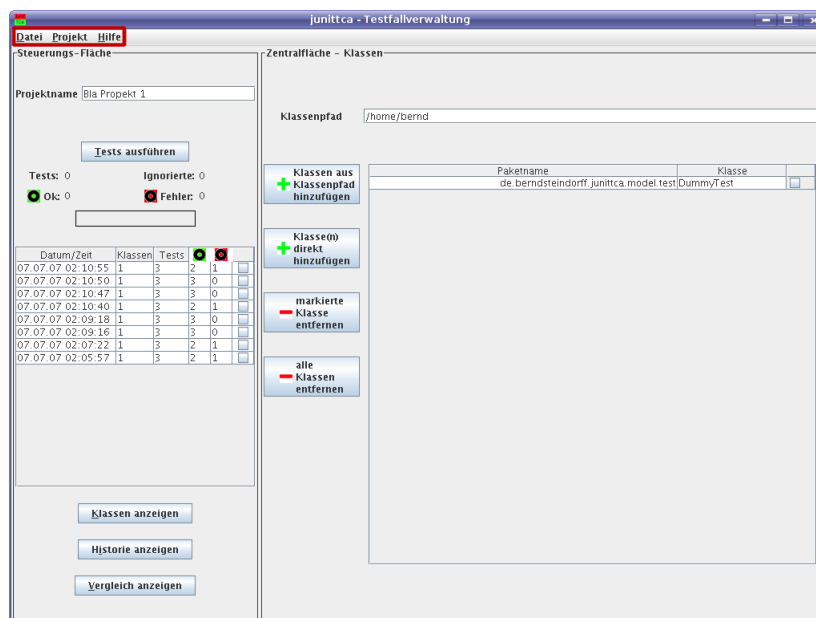 junittca - Testfallverwaltung
Datei Projekt Hilfe
Steuerungs-Fläche
Projektname Bla Propekt 1
Tests ausführen
Tests: 0 Ignorierte: 0
Ok: 0 Fehler: 0
Datum/Zeit Klassen Tests
07.07.07 02:10:55 1 3 2 1
07.07.07 02:10:50 1 3 3 0
07.07.07 02:10:47 1 3 3 0
07.07.07 02:10:40 1 3 2 1
07.07.07 02:09:18 1 3 3 0
07.07.07 02:09:16 1 3 3 0
07.07.07 02:07:22 1 3 2 1
07.07.07 02:05:57 1 3 2 1
Klassen anzeigen
Historie anzeigen
Vergleich anzeigen
Zentralfläche - Klassen
Klassenpfad /home/bernd
Klassen aus
Klassenpfad
hinzufügen
Klasse(n)
direkt
hinzufügen
markierte
Klasse
entfernen
alle
Klassen
entfernen
Paketname Klasse
de.berndsteindorff.junittca.model.test DummyTest